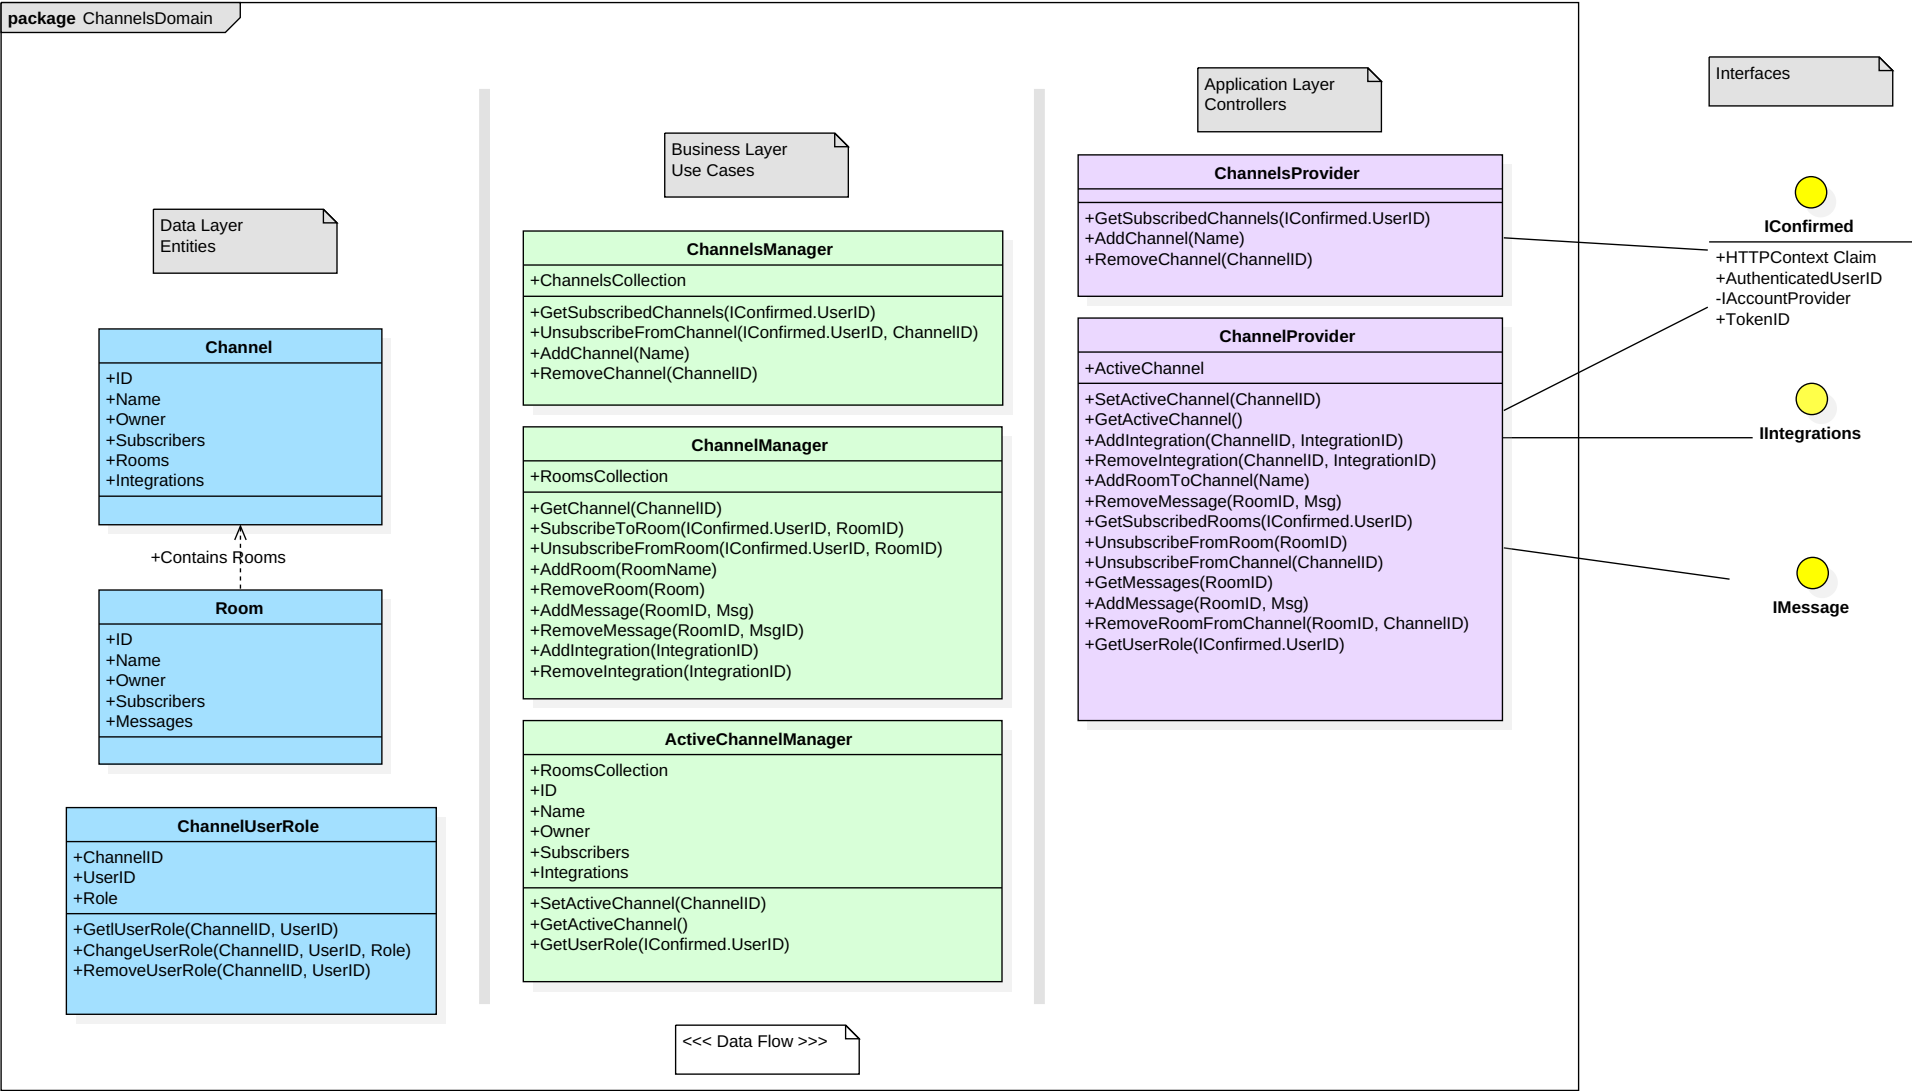 package ChannelsDomain
Data Layer
Entities
Channel
+ID
+Name
+Owner
+Subscribers
+Rooms
+Integrations
+Contains Rooms
Room
+ID
+Name
+Owner
+Subscribers
+Messages
ChannelUserRole
+ChannelID
+UserID
+Role
+GetlUserRole(ChannelID, UserID)
+ChangeUserRole(ChannelID, UserID, Role)
+RemoveUserRole(ChannelID, UserID)
Business Layer
Use Cases
ChannelsManager
+ChannelsCollection
+GetSubscribedChannels(IConfirmed.UserID)
+UnsubscribeFromChannel(IConfirmed.UserID, ChannelID)
+AddChannel(Name)
+RemoveChannel(ChannelID)
ChannelManager
+RoomsCollection
+GetChannel(ChannelID)
+SubscribeToRoom(IConfirmed.UserID, RoomID)
+UnsubscribeFromRoom(IConfirmed.UserID, RoomID)
+AddRoom(RoomName)
+RemoveRoom(Room)
+AddMessage(RoomID, Msg)
+RemoveMessage(RoomID, MsgID)
+AddIntegration(IntegrationID)
+RemoveIntegration(IntegrationID)
ActiveChannelManager
+RoomsCollection
+ID
+Name
+Owner
+Subscribers
+Integrations
+SetActiveChannel(ChannelID)
+GetActiveChannel()
+GetUserRole(IConfirmed.UserID)
<<< Data Flow >>>
Application Layer
Controllers
ChannelsProvider
+GetSubscribedChannels(IConfirmed.UserID)
+AddChannel(Name)
+RemoveChannel(ChannelID)
ChannelProvider
+ActiveChannel
+SetActiveChannel(ChannelID)
+GetActiveChannel()
+AddIntegration(ChannelID, IntegrationID)
+RemoveIntegration(ChannelID, IntegrationID)
+AddRoomToChannel(Name)
+RemoveMessage(RoomID, Msg)
+GetSubscribedRooms(IConfirmed.UserID)
+UnsubscribeFromRoom(RoomID)
+UnsubscribeFromChannel(ChannelID)
+GetMessages(RoomID)
+AddMessage(RoomID, Msg)
+RemoveRoomFromChannel(RoomID, ChannelID)
+GetUserRole(IConfirmed.UserID)
Interfaces
IConfirmed
+HTTPContext Claim
+AuthenticatedUserID
-IAccountProvider
+TokenID
IIntegrations
IMessage